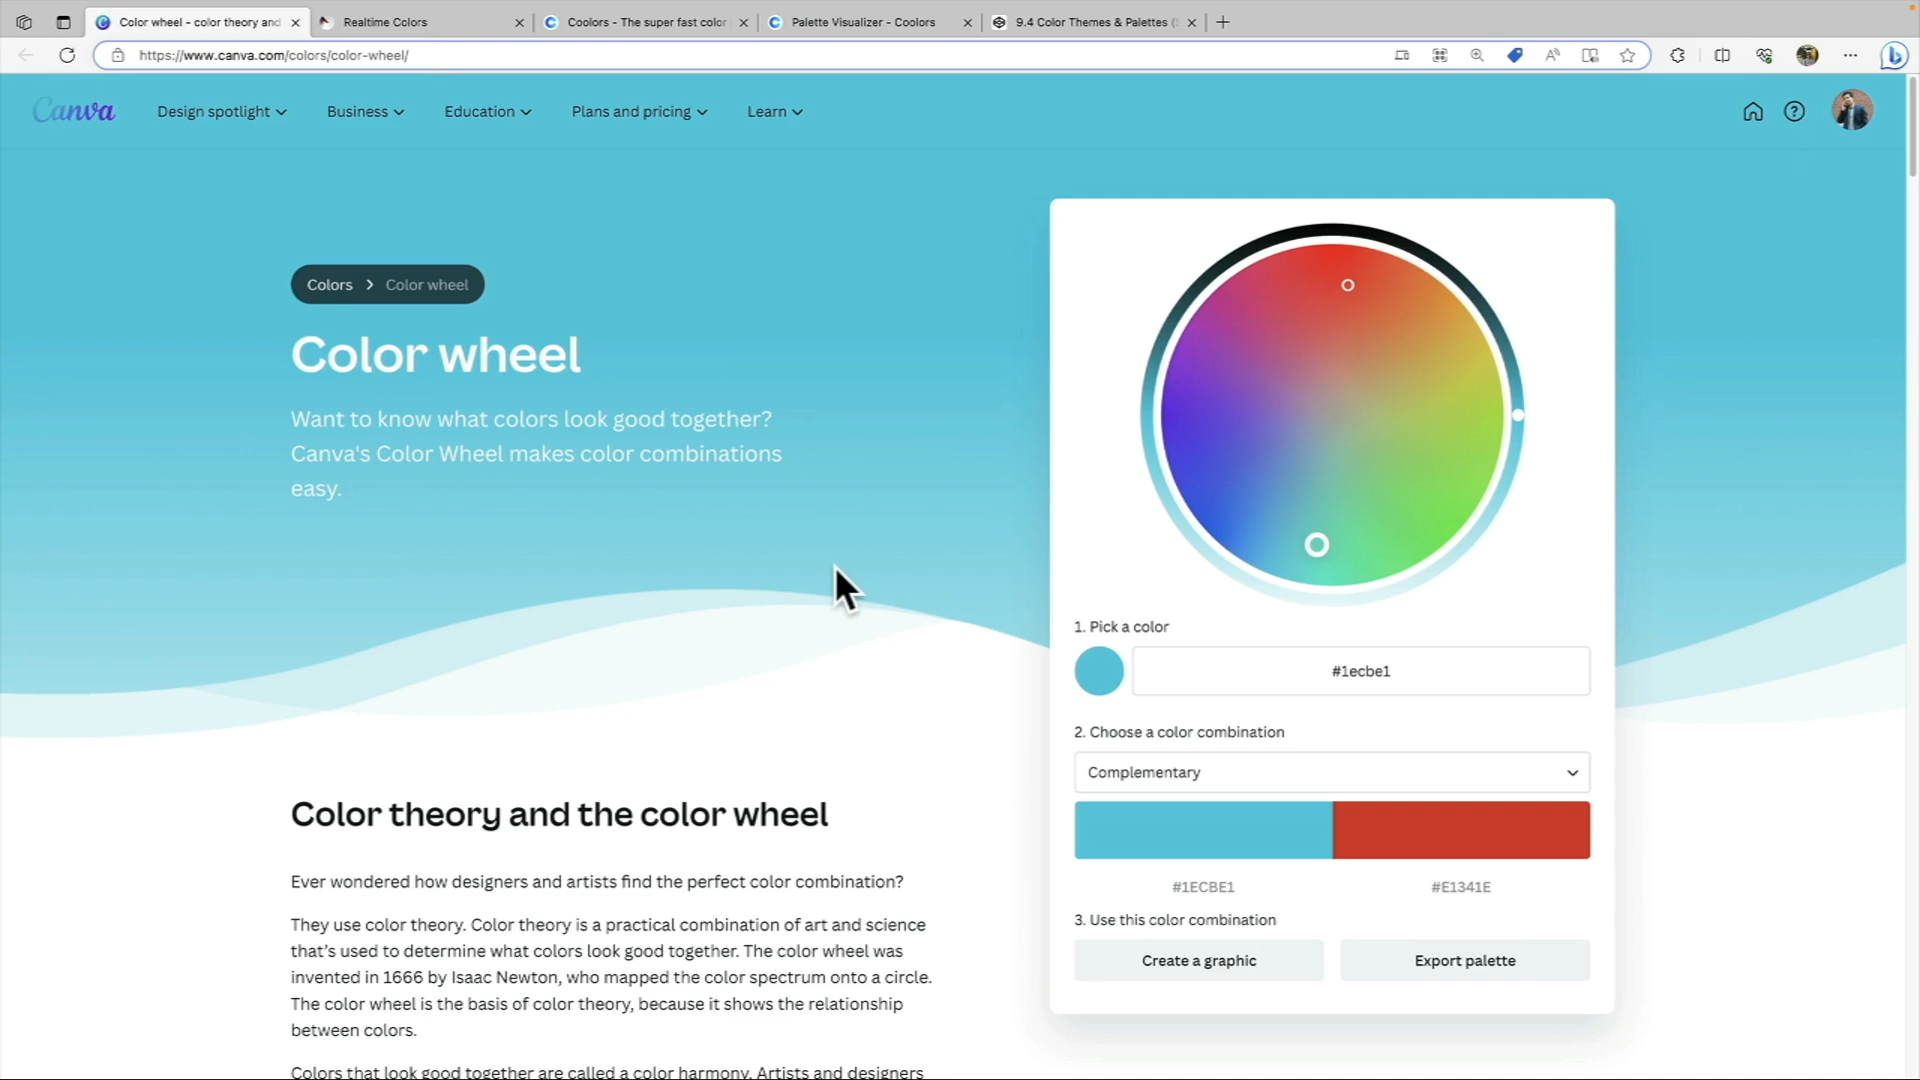 Color wheel - color theory and
Realtime Colors
Coolors - The super fast color
Palette Visualizer - Coolors
9.4 Color Themes & Palettes (
https://www.canva.com/colors/color-wheel/
Canva
Design spotlight
Business
Education
Plans and pricing
Learn
Colors > Color wheel
Color wheel
Want to know what colors look good together?
Canva's Color Wheel makes color combinations
easy.
1. Pick a color
#1ecbe1
2. Choose a color combination
Complementary
#1ECBE1
#E1341E
3. Use this color combination
Create a graphic
Export palette
Color theory and the color wheel
Ever wondered how designers and artists find the perfect color combination?
They use color theory. Color theory is a practical combination of art and science
that's used to determine what colors look good together. The color wheel was
invented in 1666 by Isaac Newton, who mapped the color spectrum onto a circle.
The color wheel is the basis of color theory, because it shows the relationship
between colors.
Colors that look good together are called a color harmony. Artists and designers